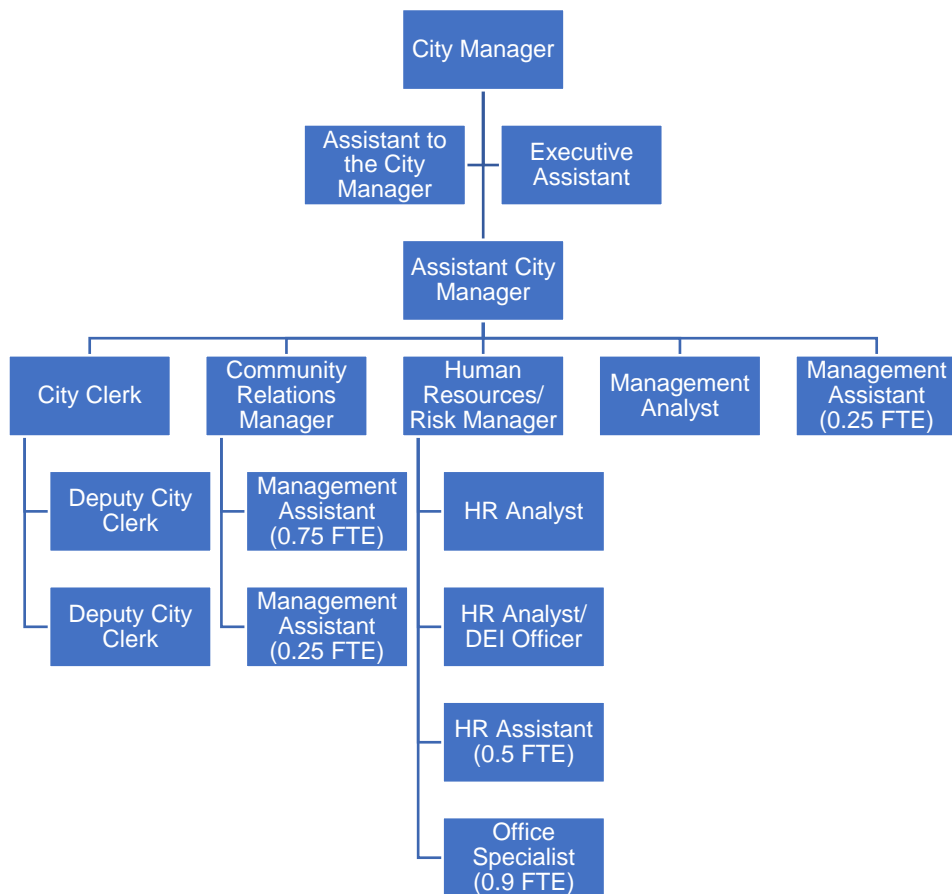 City Manager
Assistant to
the City
Manager
Executive
Assistant
Assistant City
Manager
City Clerk
Community
Relations
Manager
Human
Resources/
Risk Manager
Management
Analyst
Management
Assistant
(0.25 FTE)
Deputy City
Clerk
Management
Assistant
(0.75 FTE)
HR Analyst
Deputy City
Clerk
Management
Assistant
(0.25 FTE)
HR Analyst/
DEI Officer
HR Assistant
(0.5 FTE)
Office
Specialist
(0.9 FTE)